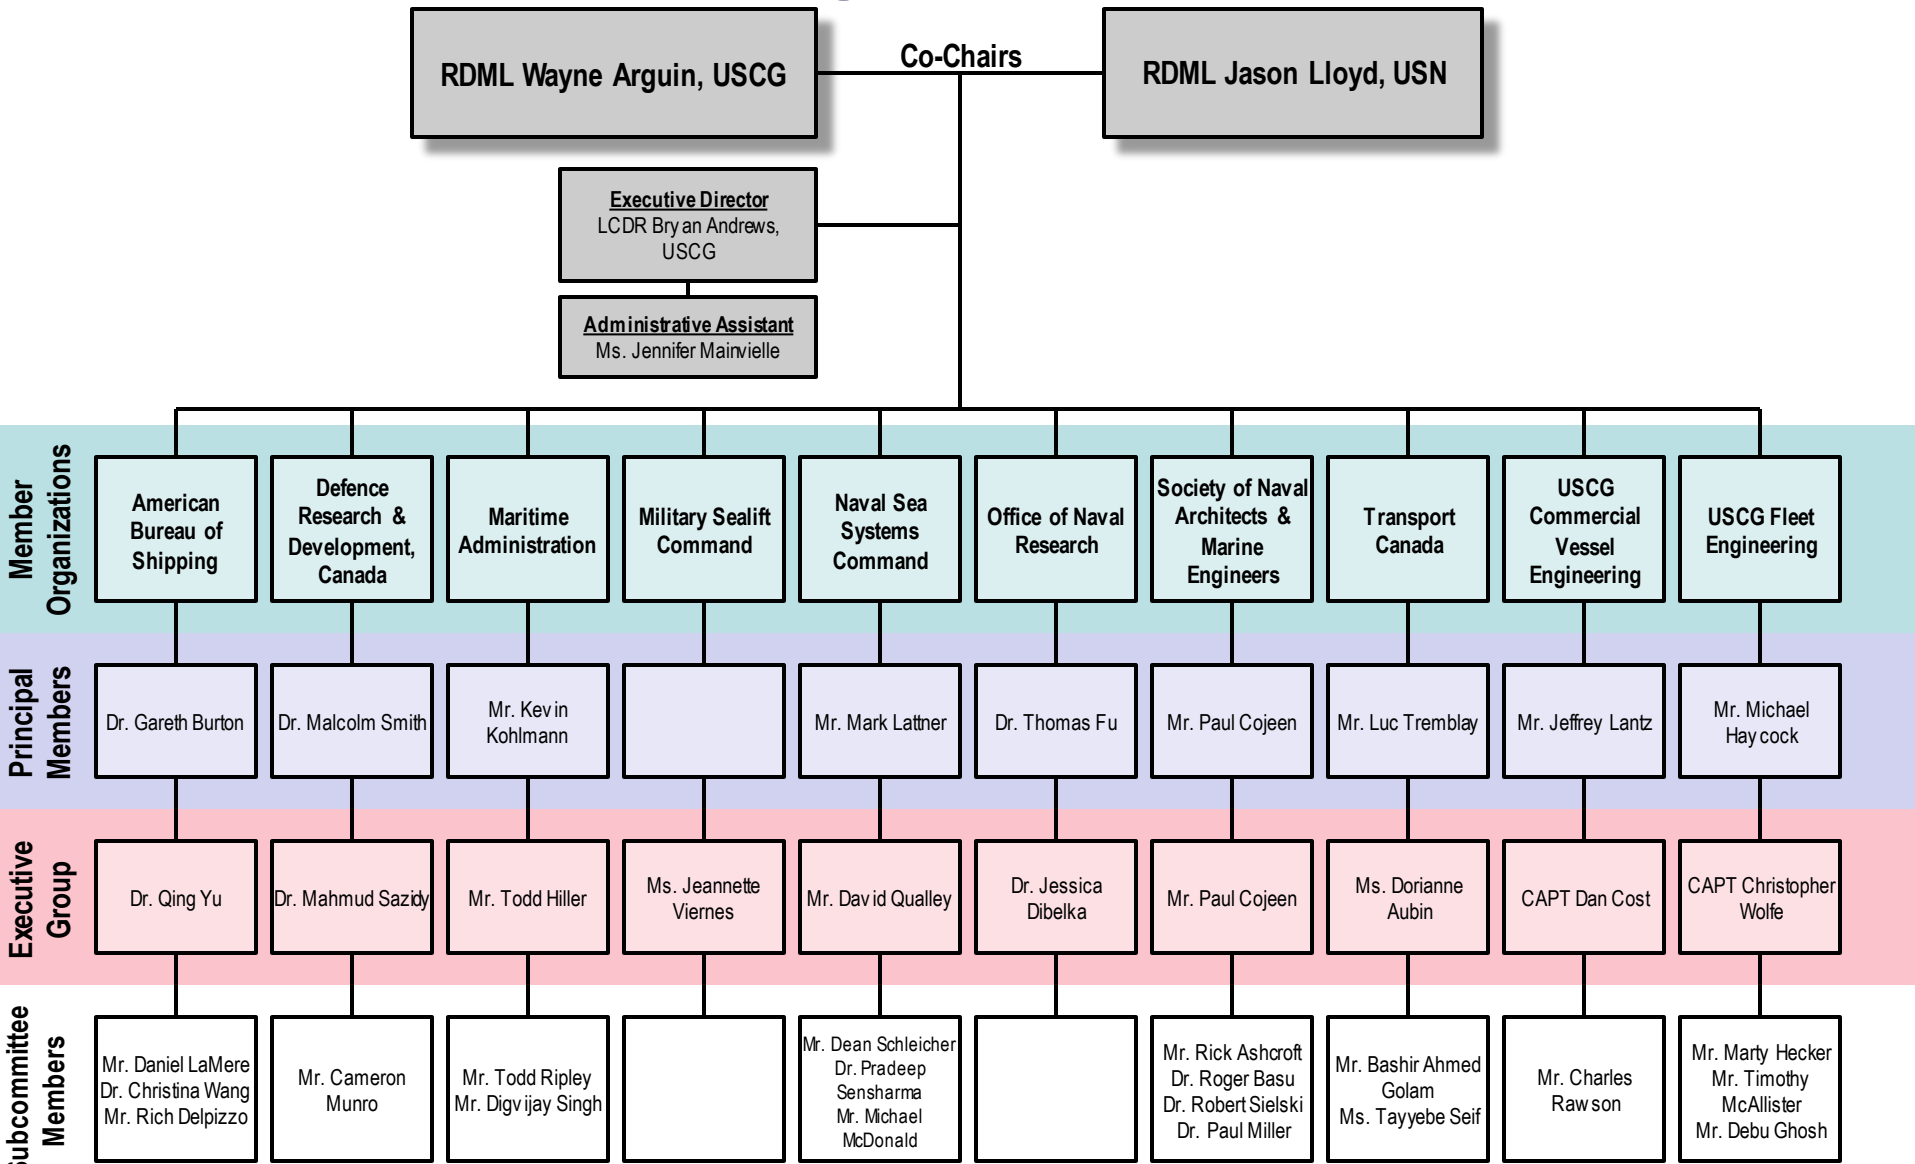 RDML Wayne Arguin, USCG
Co-Chairs
RDML Jason Lloyd, USN
Executive Director
LCDR Bryan Andrews,
USCG
Administrative Assistant
Ms. Jennifer Mainvielle
Member
Organizations
American
Bureau of
Shipping
Defence
Research &
Development,
Canada
Maritime
Administration
Military Sealift
Command
Naval Sea
Systems
Command
Office of Naval
Research
Society of Naval
Architects &
Marine
Engineers
Transport
Canada
USCG
Commercial
Vessel
Engineering
USCG Fleet
Engineering
Principal
Members
Dr. Gareth Burton
Dr. Malcolm Smith
Mr. Kevin
Kohlmann
Mr. Mark Lattner
Dr. Thomas Fu
Mr. Paul Cojeen
Mr. Luc Tremblay
Mr. Jeffrey Lantz
Mr. Michael
Haycock
Executive
Group
Dr. Qing Yu
Dr. Mahmud Sazidy
Mr. Todd Hiller
Ms. Jeannette
Viernes
Mr. David Qualley
Dr. Jessica
Dibelka
Mr. Paul Cojeen
Ms. Dorianne
Aubin
CAPT Dan Cost
CAPT Christopher
Wolfe
Subcommittee
Members
Mr. Daniel LaMere
Dr. Christina Wang
Mr. Rich Delpizzo
Mr. Cameron
Munro
Mr. Todd Ripley
Mr. Digvijay Singh
Mr. Dean Schleicher
Dr. Pradeep
Sensharma
Mr. Michael
McDonald
Mr. Rick Ashcroft
Dr. Roger Basu
Dr. Robert Sielski
Dr. Paul Miller
Mr. Bashir Ahmed
Golam
Ms. Tayyebe Seif
Mr. Charles
Rawson
Mr. Marty Hecker
Mr. Timothy
McAllister
Mr. Debu Ghosh